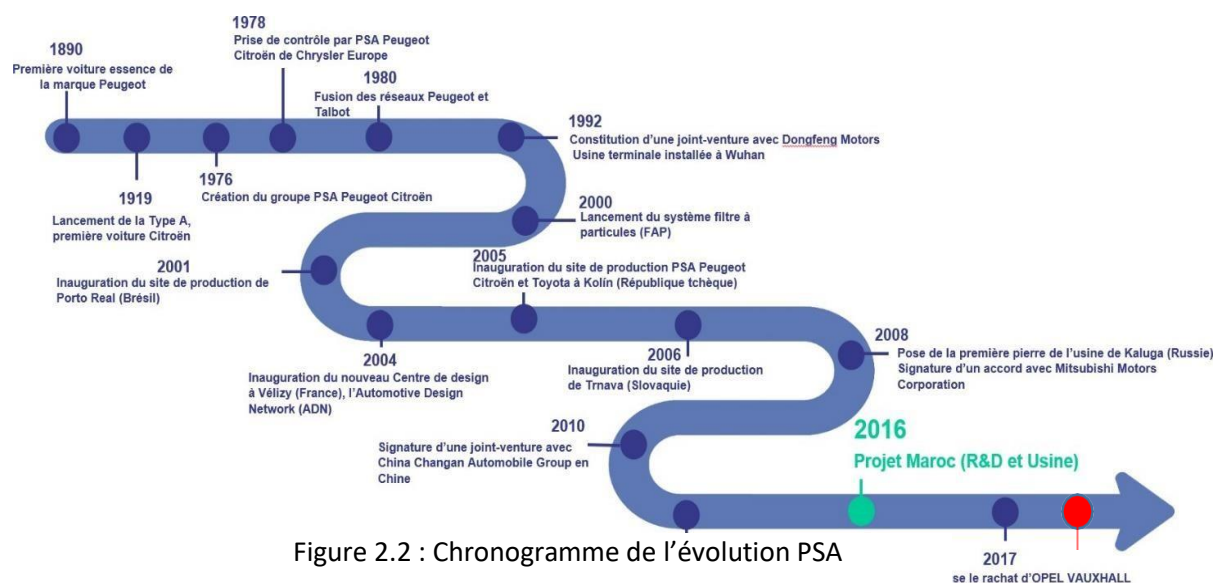 1890
Première voiture essence de
la marque Peugeot
1919
Lancement de la Type A,
première voiture Citroën
1976
Création du groupe PSA Peugeot Citroën
1978
Prise de contrôle par PSA Peugeot
Citroën de Chrysler Europe
1980
Fusion des réseaux Peugeot et
Talbot
1992
Constitution d'une joint-venture avec Dongfeng Motors
Usine terminale installée à Wuhan
2000
Lancement du système filtre à
particules (FAP)
2001
Inauguration du site de production de
Porto Real (Brésil)
2004
Inauguration du nouveau Centre de design
à Vélizy (France), l'Automotive Design
Network (ADN)
2005
Inauguration du site de production PSA Peugeot
Citroën et Toyota à Kolín (République tchèque)
2006
Inauguration du site de production
de Trnava (Slovaquie)
2008
Pose de la première pierre de l'usine de Kaluga (Russie)
Signature d'un accord avec Mitsubishi Motors
Corporation
2010
Signature d'une joint-venture avec
China Changan Automobile Group en
Chine
2016
Projet Maroc (R&D et Usine)
2017
se le rachat d'OPEL VAUXHALL
Figure 2.2 : Chronogramme de l'évolution PSA